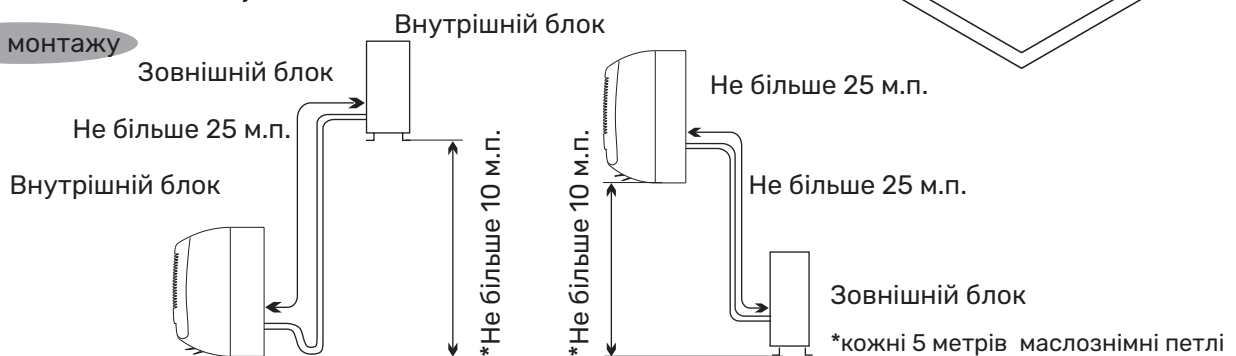 Внутрішній блок
монтажу
Зовнішній блок
Не більше 25 м.п.
Не більше 25 м.п.
Внутрішній блок
*Не більше 10 м.п.
*Не більше 10 м.п.
Не більше 25 м.п.
Зовнішній блок
*кожні 5 метрів маслознімні петлі